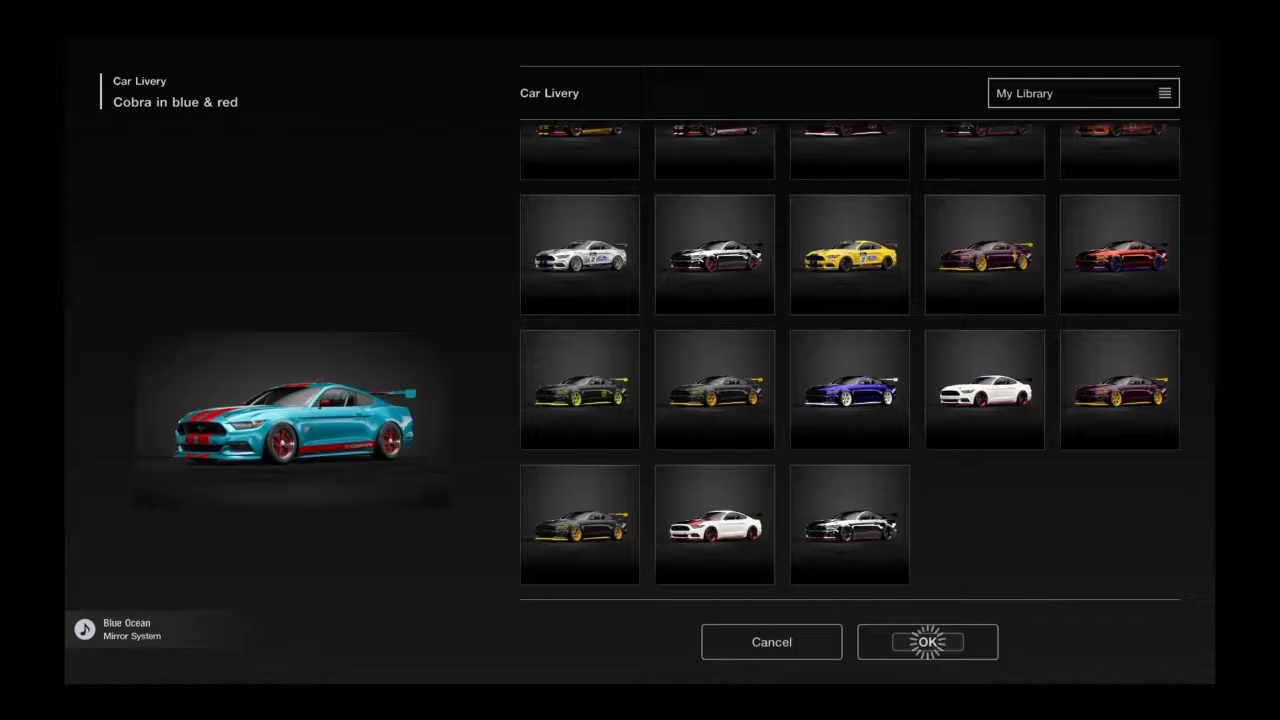 Car Livery
Cobra in blue & red
Car Livery
My Library
Blue Ocean
Mirror System
Cancel
OK